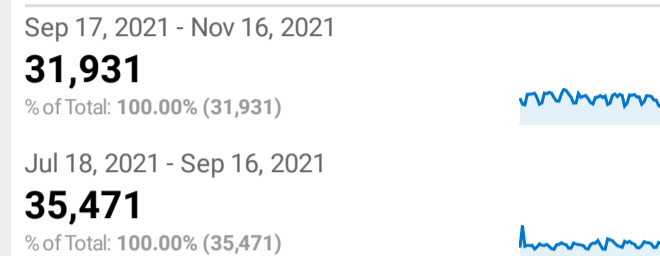 Sep 17, 2021 - Nov 16, 2021
31,931
% of Total: 100.00% (31,931)
Jul 18, 2021 - Sep 16, 2021
35,471
% of Total: 100.00% (35,471)